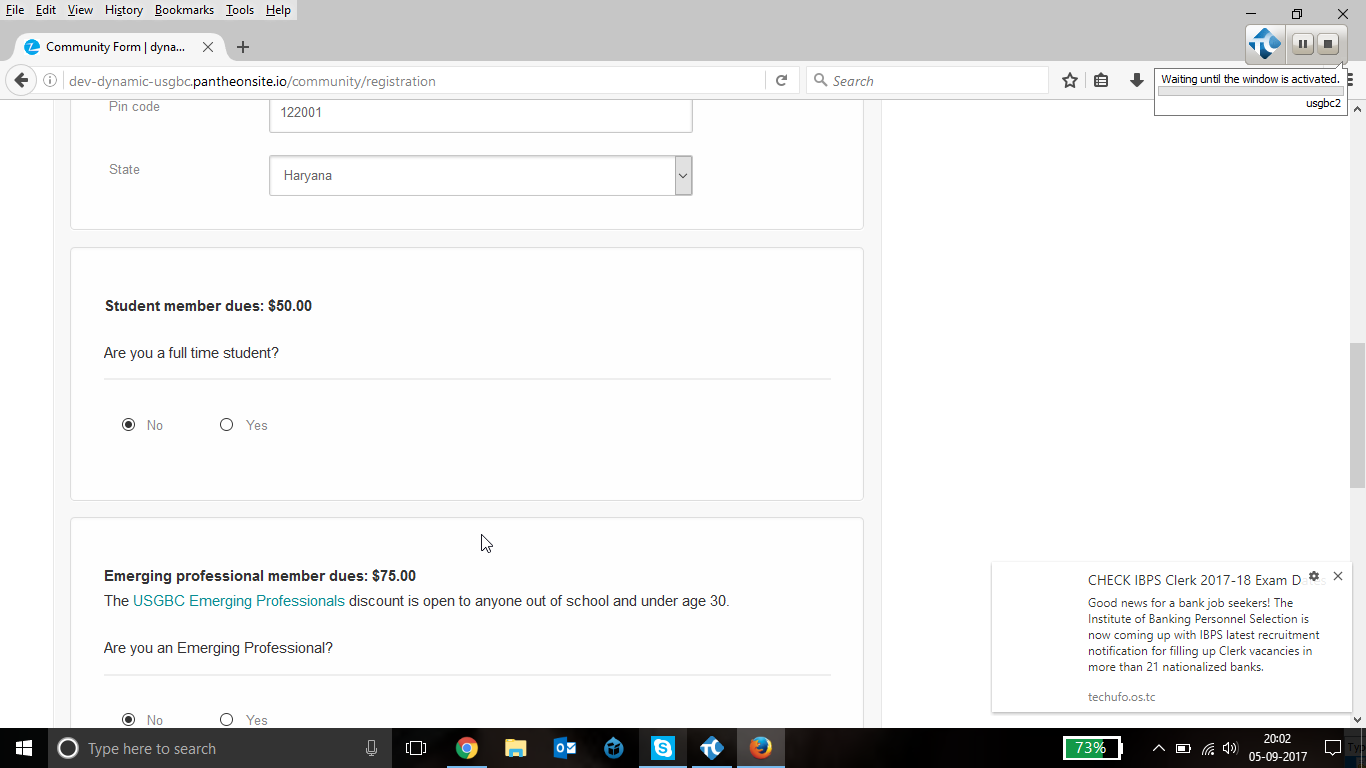 File Edit View History Bookmarks Tools Help
Community Form | dyna...
dev-dynamic-usgbc.pantheonsite.io/community/registration
Search
Waiting until the window is activated.
usgbc2
Pin code
122001
State
Haryana
Student member dues: $50.00
Are you a full time student?
No Yes
Emerging professional member dues: $75.00
The USGBC Emerging Professionals discount is open to anyone out of school and under age 30.
Are you an Emerging Professional?
No Yes
CHECK IBPS Clerk 2017-18 Exam D
Good news for a bank job seekers! The
Institute of Banking Personnel Selection is
now coming up with IBPS latest recruitment
notification for filling up Clerk vacancies in
more than 21 nationalized banks.
techufo.os.tc
Type here to search
73%
20:02
05-09-2017